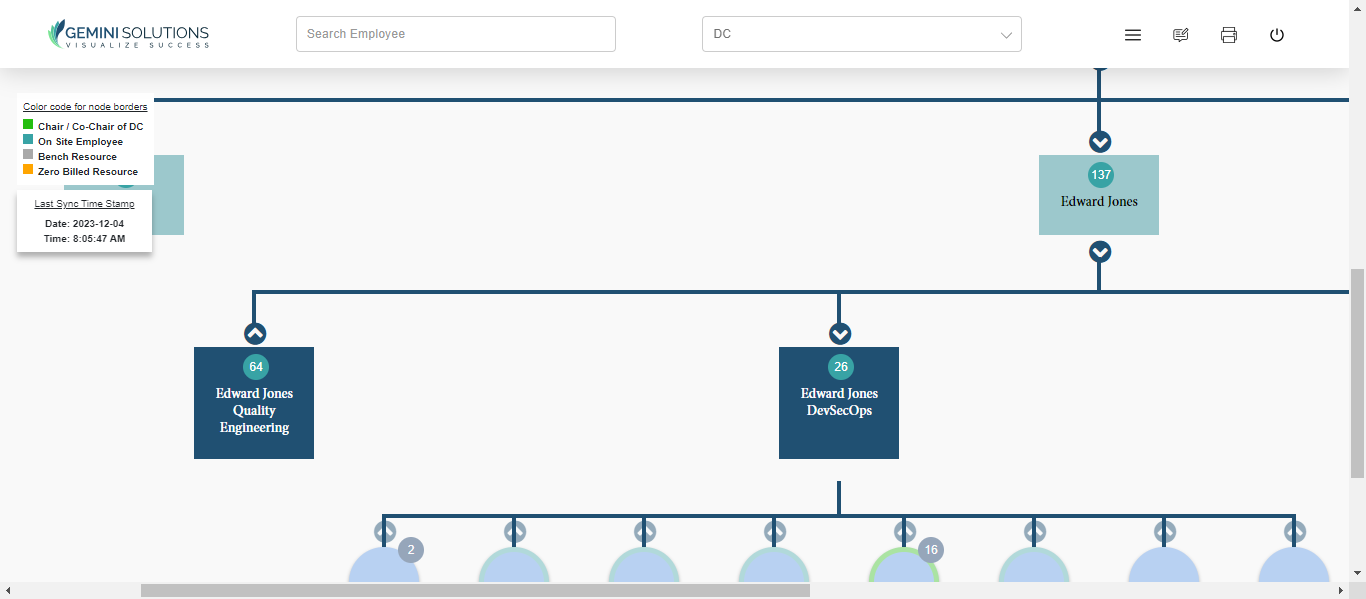 GEMINI SOLUTIONS
VISUALIZE SUCCESS
Search Employee
DC
Color code for node borders
Chair / Co-Chair of DC
On Site Employee
Bench Resource
Zero Billed Resource
Last Sync Time Stamp
Date: 2023-12-04
Time: 8:05:47 AM
137
Edward Jones
64
Edward Jones
Quality
Engineering
26
Edward Jones
DevSecOps
2
16